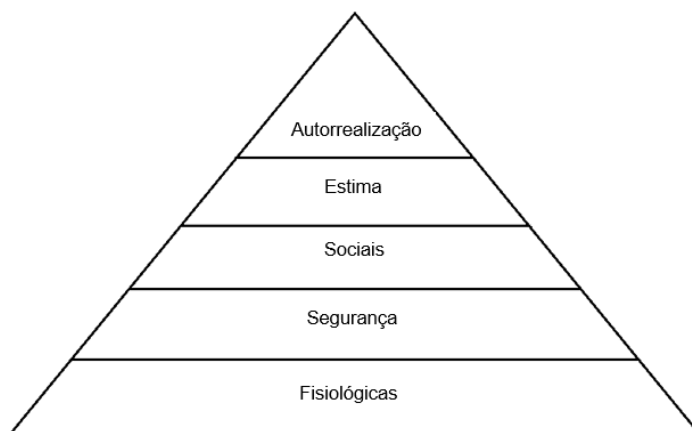 Autorrealização
Estima
Sociais
Segurança
Fisiológicas